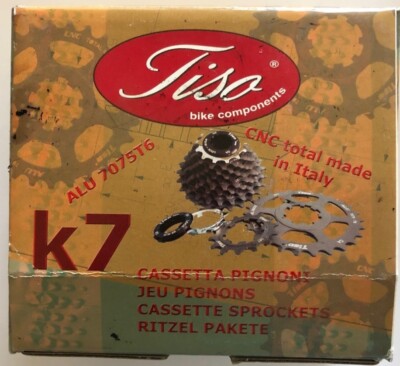 Tiso®
bike components
CNC total made
in Italy
ALU 7075T6
k7
CASSETTA PIGNONI
JEU PIGNONS
CASSETTE SPROCKETS
RITZEL PAKETE